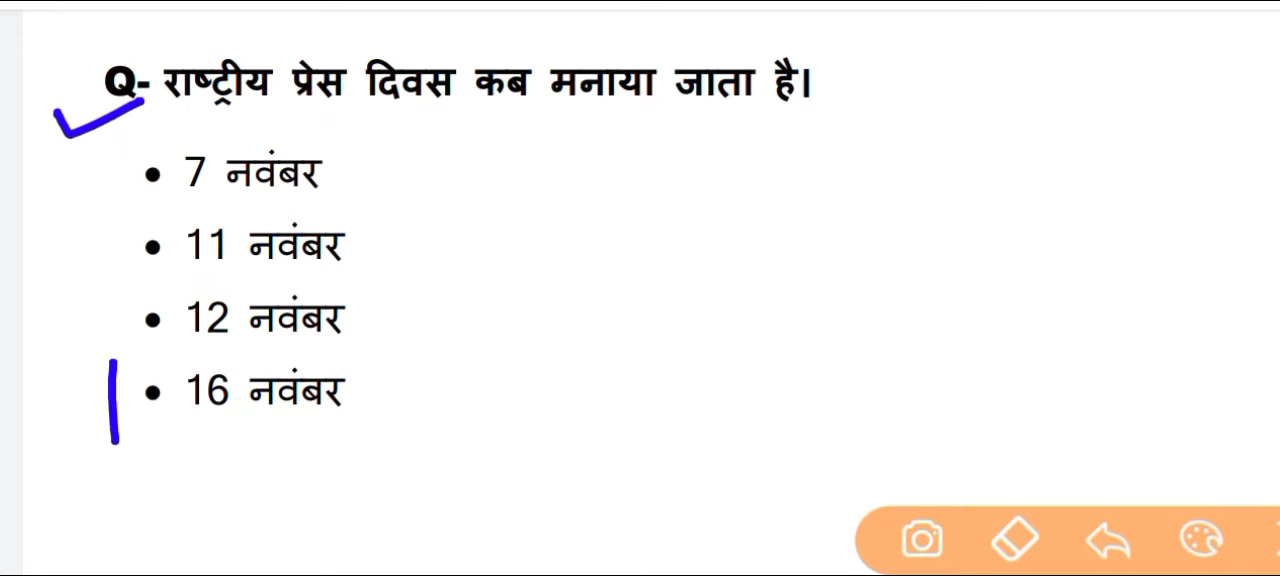 Q- राष्ट्रीय प्रेस दिवस कब मनाया जाता है।
• 7 नवंबर
• 11 नवंबर
• 12 नवंबर
• 16 नवंबर